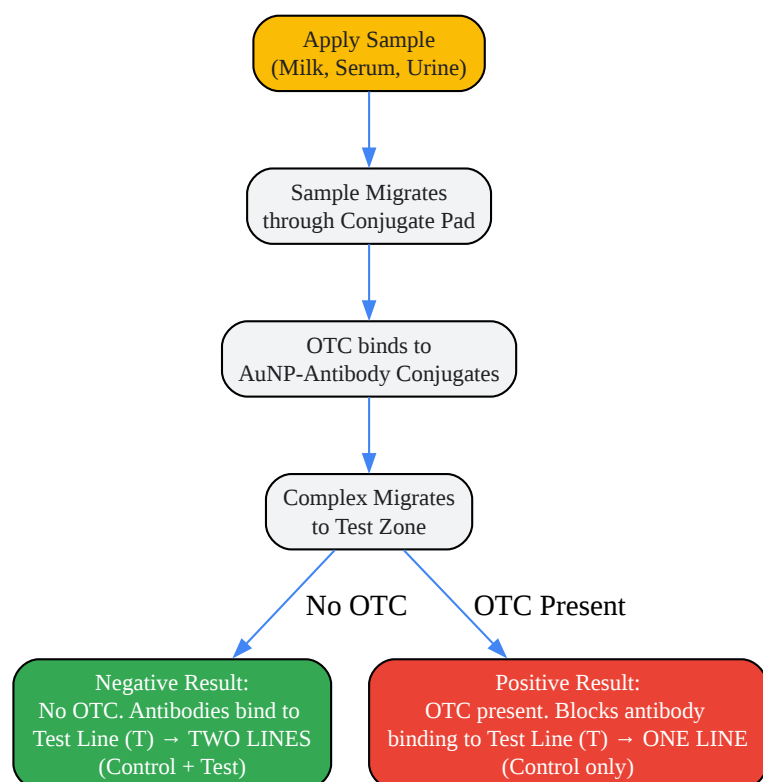 Apply Sample
(Milk, Serum, Urine)
Sample Migrates
through Conjugate Pad
OTC binds to
AuNP-Antibody Conjugates
Complex Migrates
to Test Zone
No OTC
OTC Present
Negative Result:
No OTC. Antibodies bind to
Test Line (T) → TWO LINES
(Control + Test)
Positive Result:
OTC present. Blocks antibody
binding to Test Line (T) → ONE LINE
(Control only)